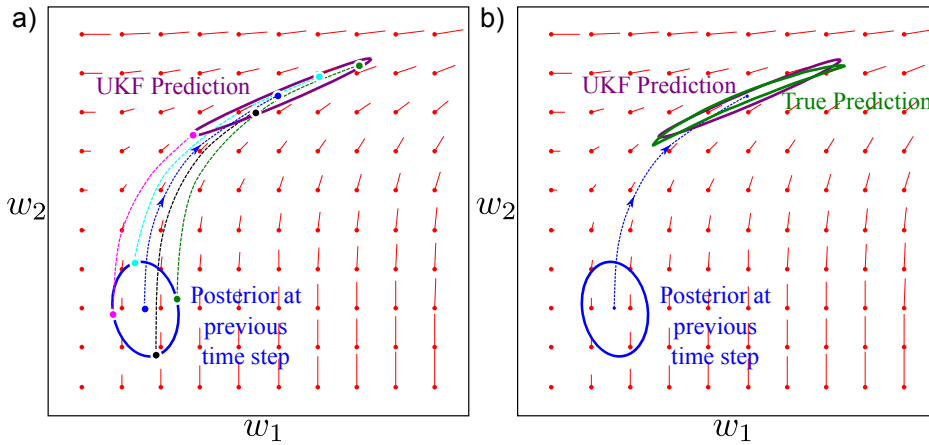 a)
UKF Prediction
w2
Posterior at
previous
time step
w1
b)
UKF Prediction
True Prediction
w2
Posterior at
previous
time step
w1